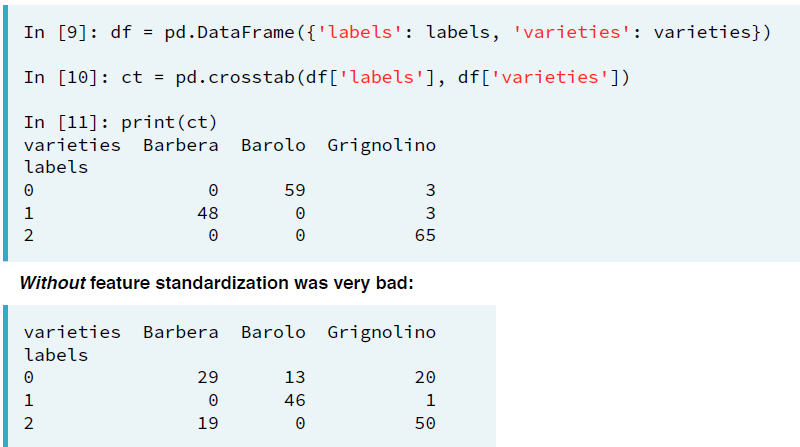 In [9]: df = pd.DataFrame({'labels': labels, 'varieties': varieties})
In [10]: ct = pd.crosstab(df['labels'], df['varieties'])
In [11]: print(ct)
varieties  Barbera  Barolo  Grignolino
labels
0                0      59           3
1               48       0           3
2                0       0          65
Without feature standardization was very bad:
varieties  Barbera  Barolo  Grignolino
labels
0               29      13          20
1                0      46           1
2               19       0          50